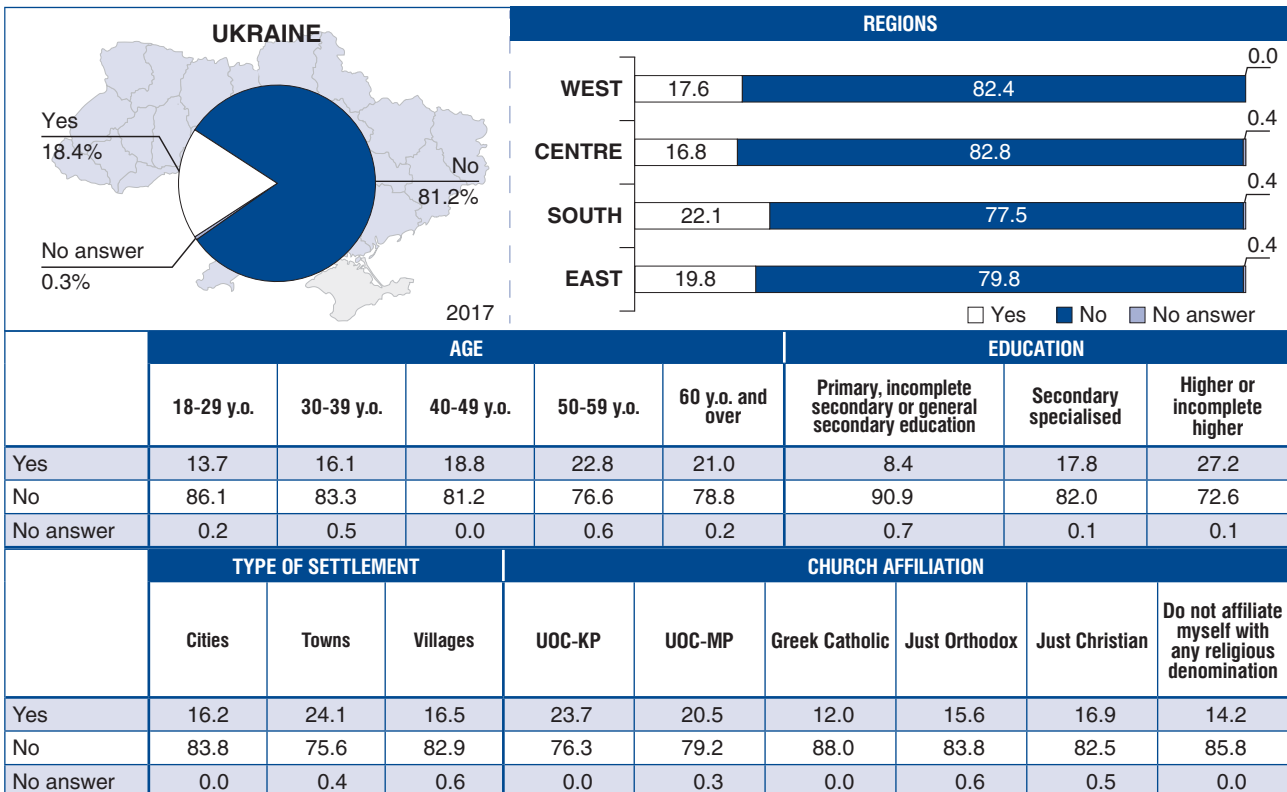 UKRAINE
Yes
18.4%
No
81.2%
No answer
0.3%
2017
REGIONS
0.0
WEST 17.6 82.4
0.4
CENTRE 16.8 82.8
0.4
SOUTH 22.1 77.5
0.4
EAST 19.8 79.8
Yes No No answer
AGE EDUCATION
18-29 y.o. 30-39 y.o. 40-49 y.o. 50-59 y.o. 60 y.o. and over Primary, incomplete secondary or general secondary education Secondary specialised Higher or incomplete higher
Yes 13.7 16.1 18.8 22.8 21.0 8.4 17.8 27.2
No 86.1 83.3 81.2 76.6 78.8 90.9 82.0 72.6
No answer 0.2 0.5 0.0 0.6 0.2 0.7 0.1 0.1
TYPE OF SETTLEMENT CHURCH AFFILIATION
Cities Towns Villages UOC-KP UOC-MP Greek Catholic Just Orthodox Just Christian Do not affiliate myself with any religious denomination
Yes 16.2 24.1 16.5 23.7 20.5 12.0 15.6 16.9 14.2
No 83.8 75.6 82.9 76.3 79.2 88.0 83.8 82.5 85.8
No answer 0.0 0.4 0.6 0.0 0.3 0.0 0.6 0.5 0.0